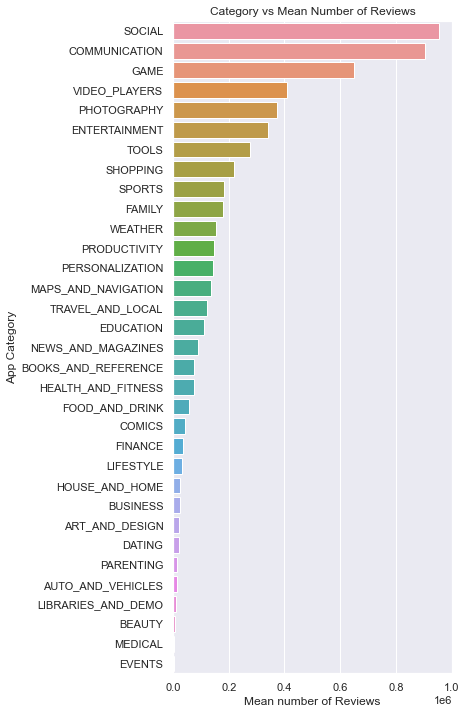 Category vs Mean Number of Reviews
App Category
SOCIAL
COMMUNICATION
GAME
VIDEO_PLAYERS
PHOTOGRAPHY
ENTERTAINMENT
TOOLS
SHOPPING
SPORTS
FAMILY
WEATHER
PRODUCTIVITY
PERSONALIZATION
MAPS_AND_NAVIGATION
TRAVEL_AND_LOCAL
EDUCATION
NEWS_AND_MAGAZINES
BOOKS_AND_REFERENCE
HEALTH_AND_FITNESS
FOOD_AND_DRINK
COMICS
FINANCE
LIFESTYLE
HOUSE_AND_HOME
BUSINESS
ART_AND_DESIGN
DATING
PARENTING
AUTO_AND_VEHICLES
LIBRARIES_AND_DEMO
BEAUTY
MEDICAL
EVENTS
0.0 0.2 0.4 0.6 0.8 1.0
1e6
Mean number of Reviews